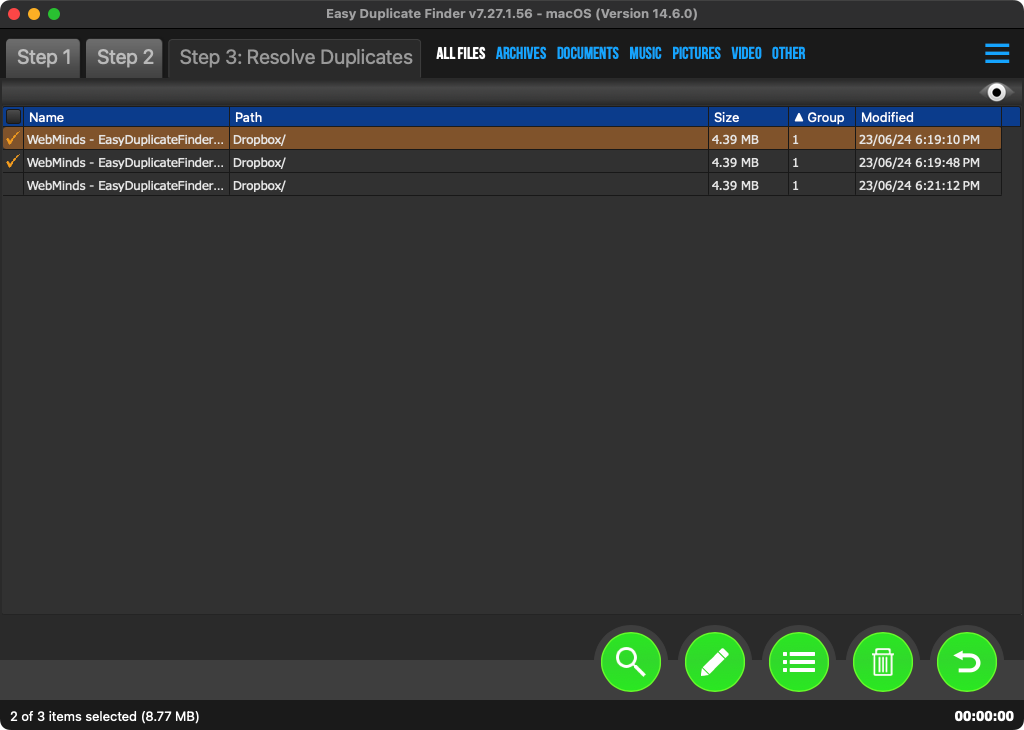 Easy Duplicate Finder v7.27.1.56 - macOS (Version 14.6.0)
Step 1 Step 2 Step 3: Resolve Duplicates ALL FILES ARCHIVES DOCUMENTS MUSIC PICTURES VIDEO OTHER
Name Path Size ▲ Group Modified
WebMinds - EasyDuplicateFinder... Dropbox/ 4.39 MB 1 23/06/24 6:19:10 PM
WebMinds - EasyDuplicateFinder... Dropbox/ 4.39 MB 1 23/06/24 6:19:48 PM
WebMinds - EasyDuplicateFinder... Dropbox/ 4.39 MB 1 23/06/24 6:21:12 PM
2 of 3 items selected (8.77 MB) 00:00:00